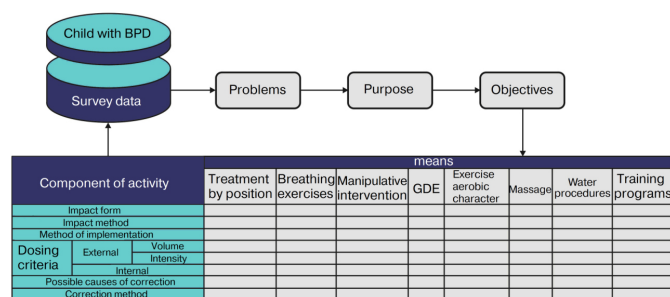 Child with BPD
Survey data
Problems
Purpose
Objectives
means
Component of activity
Treatment
by position
Breathing
exercises
Manipulative
intervention
GDE
Exercise
aerobic
character
Massage
Water
procedures
Training
programs
Impact form
Impact method
Method of implementation
Dosing
criteria
External
Volume
Intensity
Internal
Possible causes of correction
Correction method